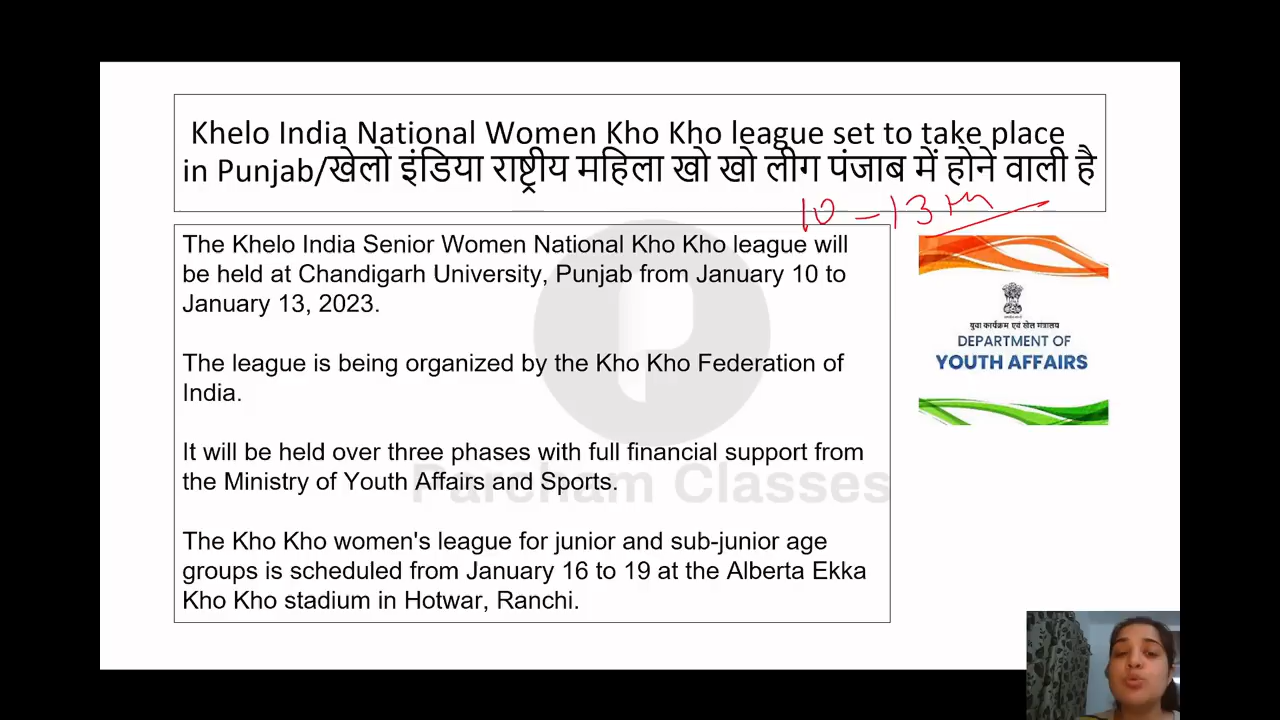 Khelo India National Women Kho Kho league set to take place
in Punjab/खेलो इंडिया राष्ट्रीय महिला खो खो लीग पंजाब में होने वाली है
10 - 13th
The Khelo India Senior Women National Kho Kho league will
be held at Chandigarh University, Punjab from January 10 to
January 13, 2023.
The league is being organized by the Kho Kho Federation of
India.
It will be held over three phases with full financial support from
the Ministry of Youth Affairs and Sports.
The Kho Kho women's league for junior and sub-junior age
groups is scheduled from January 16 to 19 at the Alberta Ekka
Kho Kho stadium in Hotwar, Ranchi.
Parcham Classes
युवा कार्यक्रम एवं खेल मंत्रालय
DEPARTMENT OF
YOUTH AFFAIRS